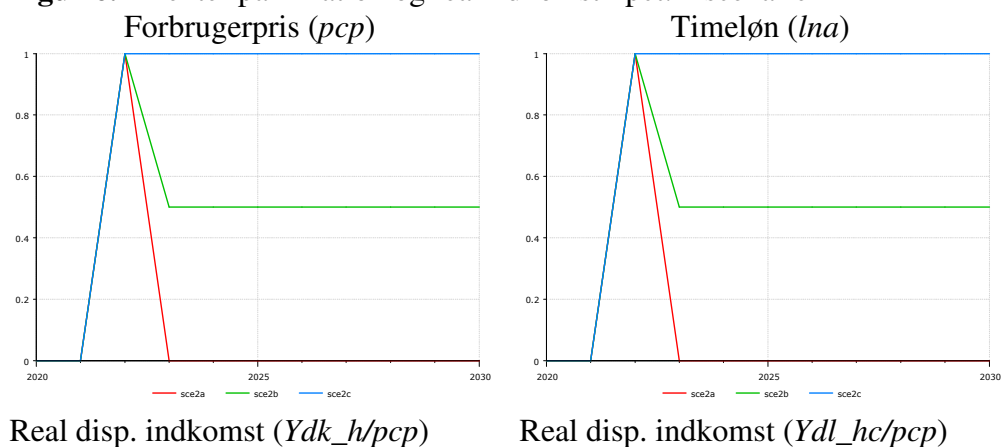 Forbrugerpris (pcp)
Timeløn (lna)
1
0.8
0.6
0.4
0.2
0
2020
2025
2030
sce2a
sce2b
sce2c
1
0.8
0.6
0.4
0.2
0
2020
2025
2030
sce2a
sce2b
sce2c
Real disp. indkomst (Ydk_h/pcp)
Real disp. indkomst (Ydl_hc/pcp)